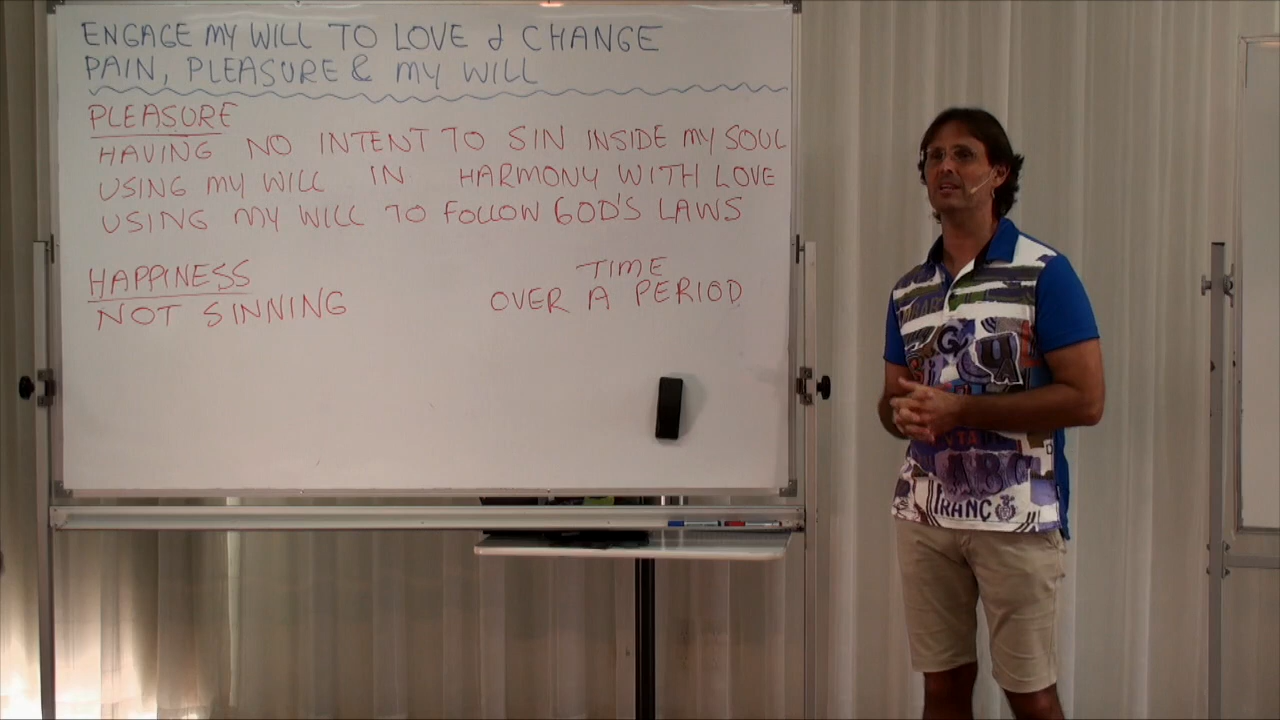 ENGAGE MY WILL TO LOVE & CHANGE
PAIN, PLEASURE & MY WILL
PLEASURE
HAVING NO INTENT TO SIN INSIDE MY SOUL
USING MY WILL IN HARMONY WITH LOVE
USING MY WILL TO FOLLOW GOD'S LAWS
HAPPINESS
NOT SINNING
TIME
OVER A PERIOD
ABC
FRANC